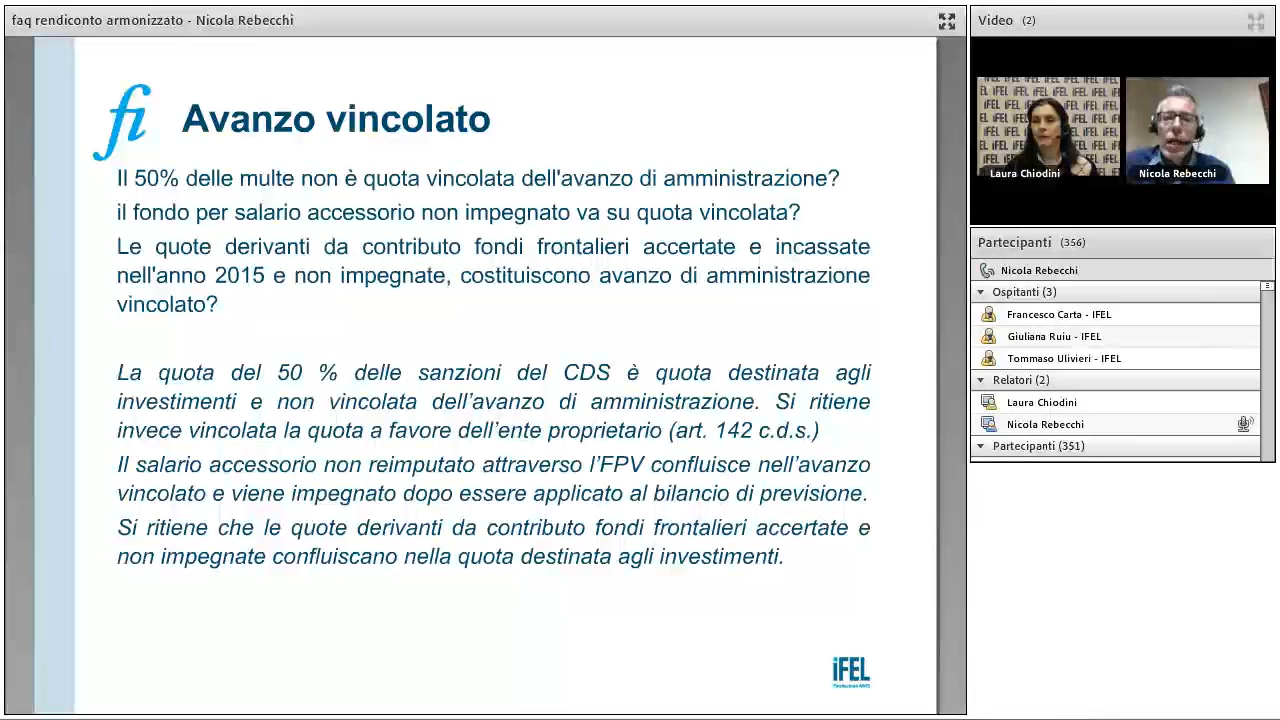 faq rendiconto armonizzato - Nicola Rebecchi
fi
Avanzo vincolato
Il 50% delle multe non è quota vincolata dell'avanzo di amministrazione?
il fondo per salario accessorio non impegnato va su quota vincolata?
Le quote derivanti da contributo fondi frontalieri accertate e incassate
nell'anno 2015 e non impegnate, costituiscono avanzo di amministrazione
vincolato?
La quota del 50 % delle sanzioni del CDS è quota destinata agli
investimenti e non vincolata dell'avanzo di amministrazione. Si ritiene
invece vincolata la quota a favore dell'ente proprietario (art. 142 c.d.s.)
Il salario accessorio non reimputato attraverso l'FPV confluisce nell'avanzo
vincolato e viene impegnato dopo essere applicato al bilancio di previsione.
Si ritiene che le quote derivanti da contributo fondi frontalieri accertate e
non impegnate confluiscano nella quota destinata agli investimenti.
iFEL
Fondazione ANCI
Video (2)
Laura Chiodini
Nicola Rebecchi
Partecipanti (356)
Nicola Rebecchi
Ospitanti (3)
Francesco Carta - IFEL
Giuliana Ruiu - IFEL
Tommaso Ulivieri - IFEL
Relatori (2)
Laura Chiodini
Nicola Rebecchi
Partecipanti (351)